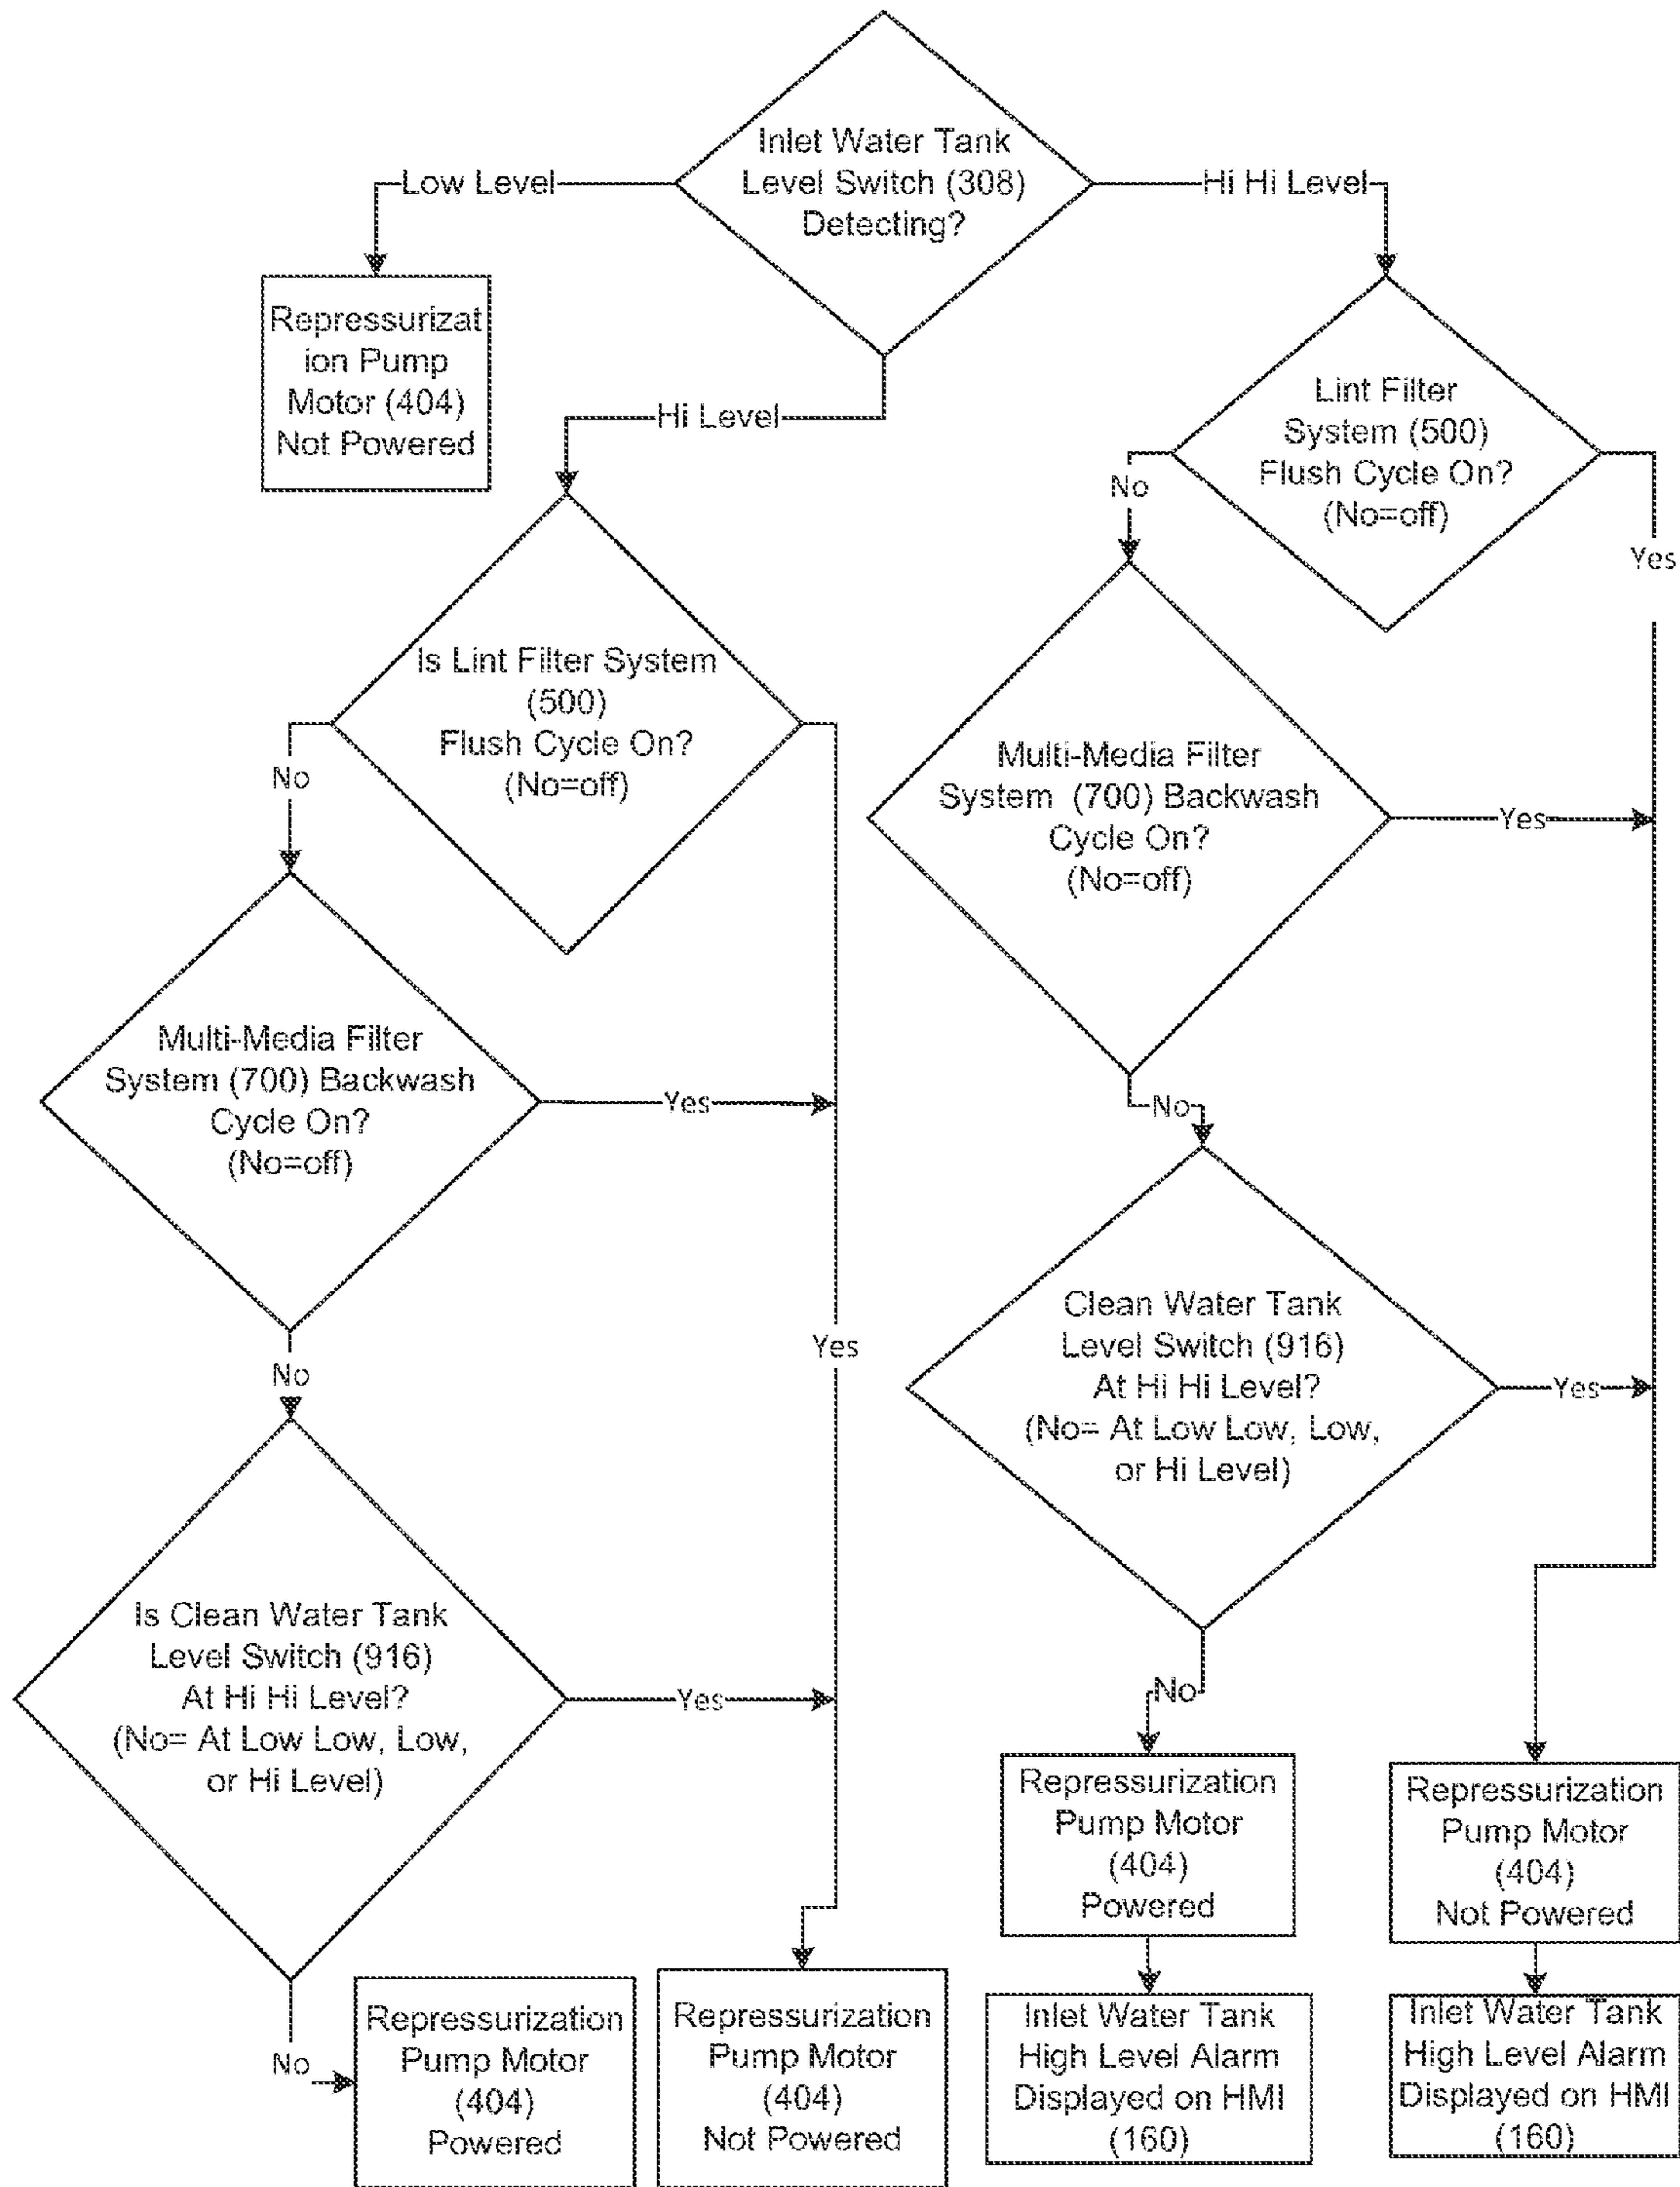 Inlet Water Tank
Level Switch (308)
Detecting?
Low Level
Hi Hi Level
Hi Level
Repressurizat
ion Pump
Motor (404)
Not Powered
Lint Filter
System (500)
Flush Cycle On?
(No=off)
No
Yes
Is Lint Filter System
(500)
Flush Cycle On?
(No=off)
No
Multi-Media Filter
System (700) Backwash
Cycle On?
(No=off)
Yes
Multi-Media Filter
System (700) Backwash
Cycle On?
(No=off)
Yes
No
No
Yes
Clean Water Tank
Level Switch (916)
At Hi Hi Level?
(No= At Low Low, Low,
or Hi Level)
Yes
Is Clean Water Tank
Level Switch (916)
At Hi Hi Level?
(No= At Low Low, Low,
or Hi Level)
Yes
No
No
Repressurization
Pump Motor
(404)
Powered
Repressurization
Pump Motor
(404)
Not Powered
Repressurization
Pump Motor
(404)
Powered
Repressurization
Pump Motor
(404)
Not Powered
Inlet Water Tank
High Level Alarm
Displayed on HMI
(160)
Inlet Water Tank
High Level Alarm
Displayed on HMI
(160)